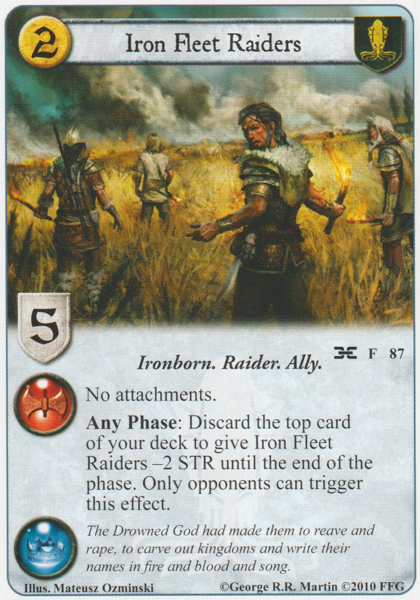 2
Iron Fleet Raiders
5
Ironborn. Raider. Ally.
F 87
No attachments.
Any Phase: Discard the top card
of your deck to give Iron Fleet
Raiders –2 STR until the end of the
phase. Only opponents can trigger
this effect.
The Drowned God had made them to reave and
rape, to carve out kingdoms and write their
names in fire and blood and song.
Illus. Mateusz Ozminski ©George R.R. Martin ©2010 FFG